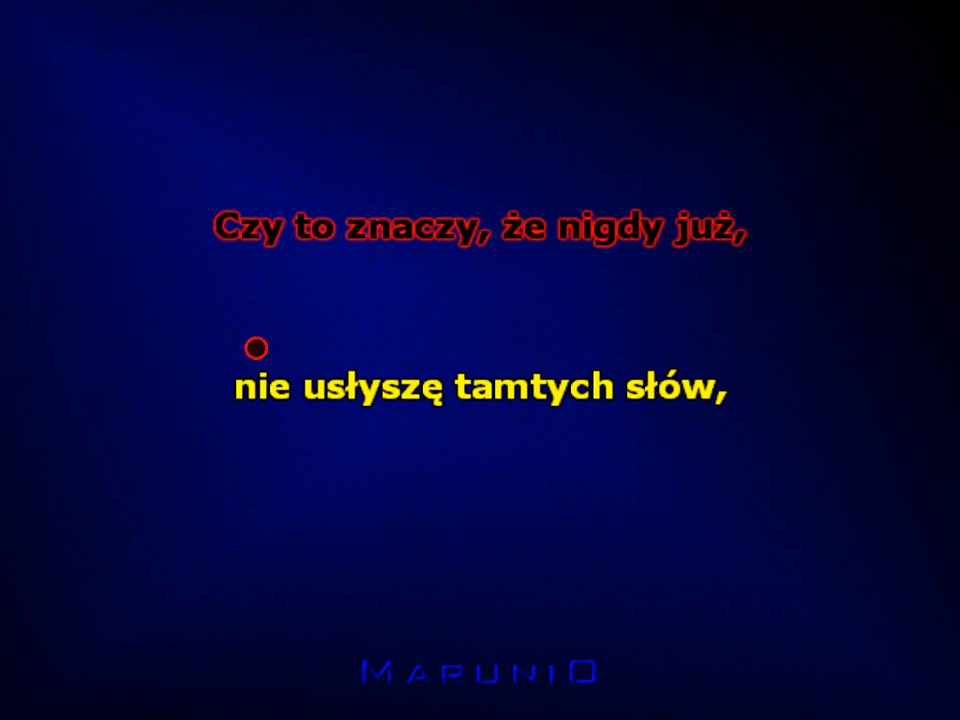 Czy to znaczy, że nigdy już,
nie usłyszę tamtych słów,
MARUNIO